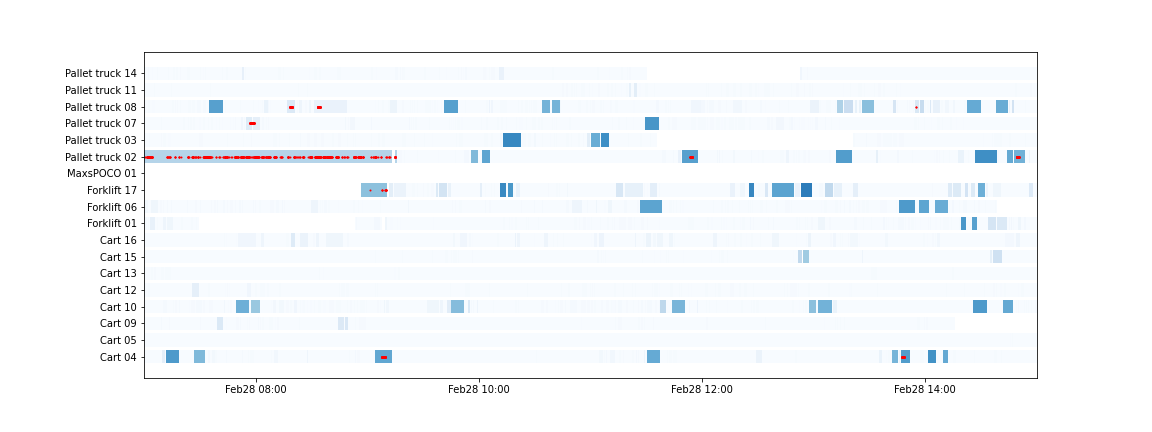 Pallet truck 14
Pallet truck 11
Pallet truck 08
Pallet truck 07
Pallet truck 03
Pallet truck 02
MaxsPOCO 01
Forklift 17
Forklift 06
Forklift 01
Cart 16
Cart 15
Cart 13
Cart 12
Cart 10
Cart 09
Cart 05
Cart 04
Feb28 08:00 Feb28 10:00 Feb28 12:00 Feb28 14:00